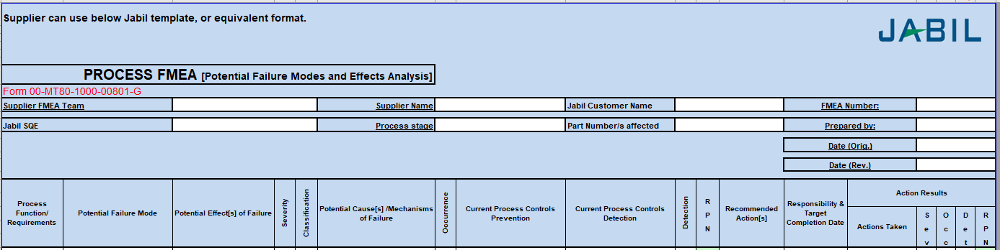 Supplier can use below Jabil template, or equivalent format.
JABIL
PROCESS FMEA [Potential Failure Modes and Effects Analysis]
Form 00-MT80-1000-00801-G
Supplier FMEA Team
Supplier Name
Jabil Customer Name
FMEA Number:
Jabil SQE
Process stage
Part Number/s affected
Prepared by:
Date (Orig.)
Date (Rev.)
Process
Function/
Requirements
Potential Failure Mode
Potential Effect[s] of Failure
Severity
Classification
Potential Cause[s] /Mechanisms
of Failure
Occurrence
Current Process Controls
Prevention
Current Process Controls
Detection
Detection
R
P
N
Recommended
Action[s]
Responsibility &
Target
Completion Date
Action Results
Actions Taken
S
e
v
O
c
c
D
e
t
R
P
N